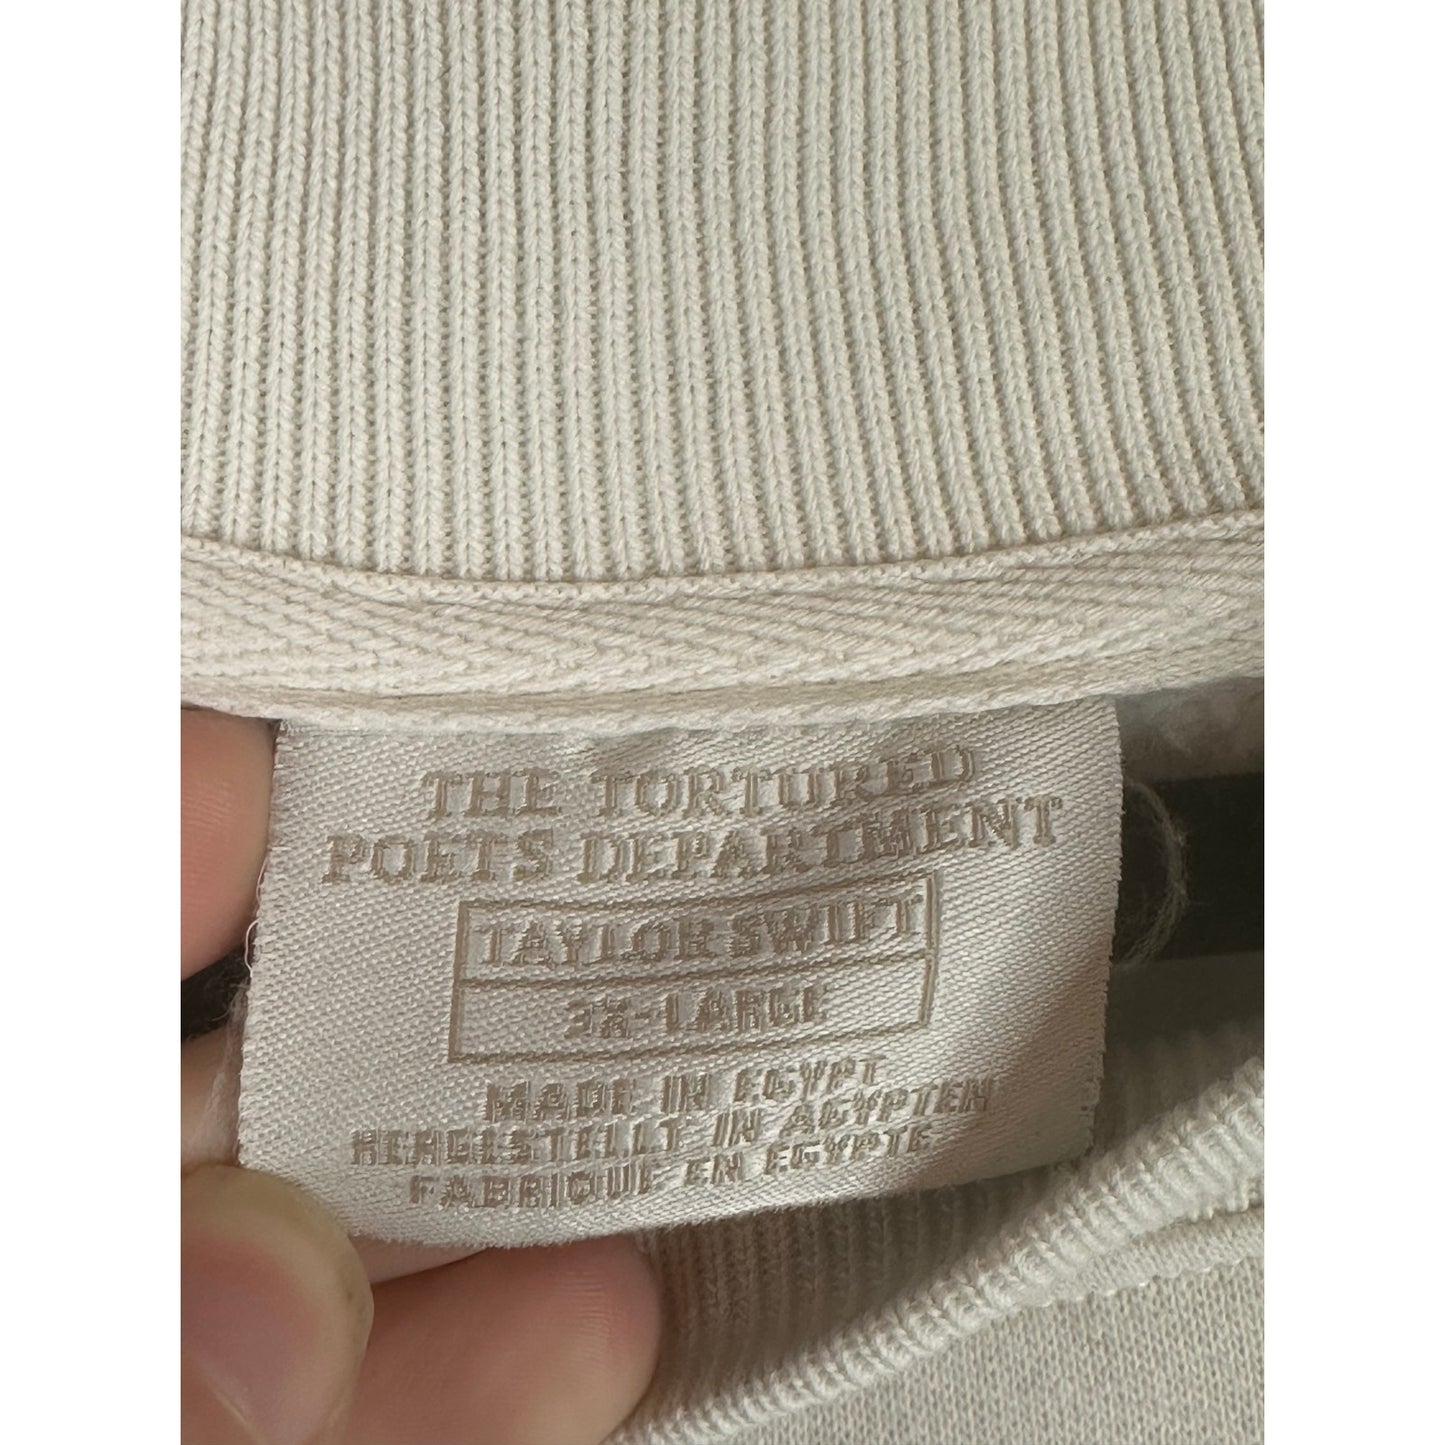 THE TORTURED
POETS DEPARTMENT
TAYLOR SWIFT
3X-LARGE
MADE IN EGYPT
HERGESTELLT IN AGYPTEN
FABRIQUE EN EGYPTE